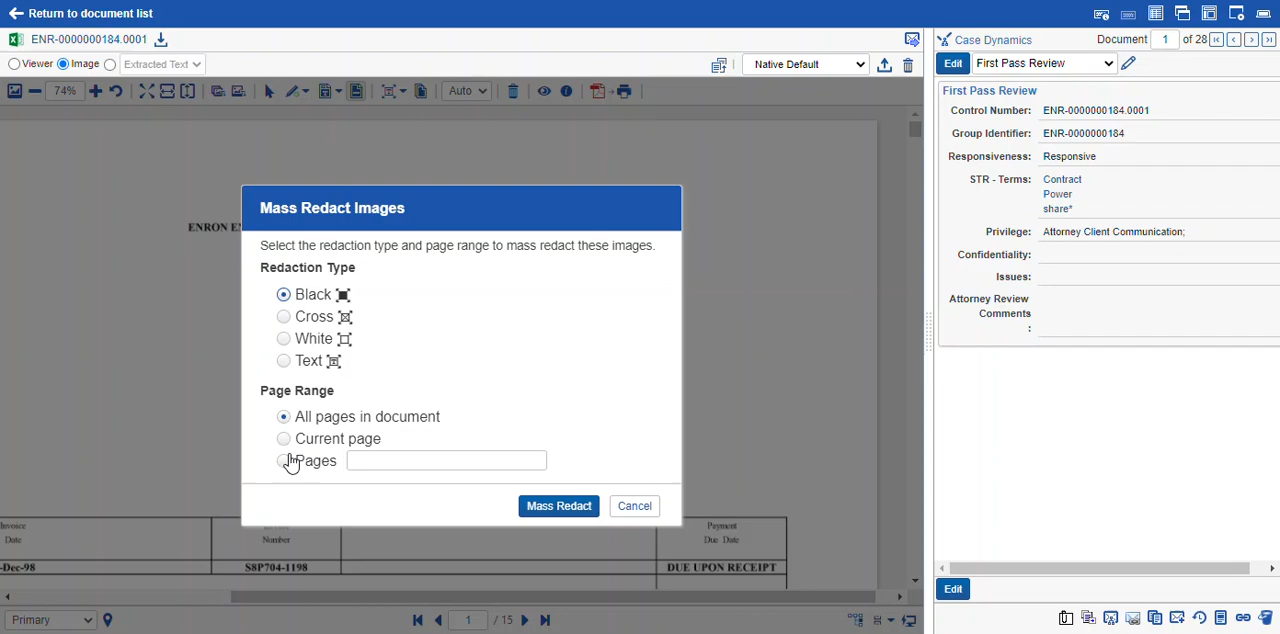 Return to document list
ENR-0000000184.0001
Case Dynamics
Document 1 of 28
Viewer Image Extracted Text
Native Default
Edit First Pass Review
74%
Auto
First Pass Review
Control Number: ENR-0000000184.0001
Group Identifier: ENR-0000000184
Responsiveness: Responsive
STR - Terms: Contract
Power
share*
Privilege: Attorney Client Communication;
Confidentiality:
Issues:
Attorney Review
Comments
:
ENRON E
Mass Redact Images
Select the redaction type and page range to mass redact these images.
Redaction Type
Black
Cross
White
Text
Page Range
All pages in document
Current page
Pages
Mass Redact Cancel
Invoice
Date
Number
Payment
Due Date
-Dec-98 S8P704-1198 DUE UPON RECEIPT
Edit
Primary
1 / 15